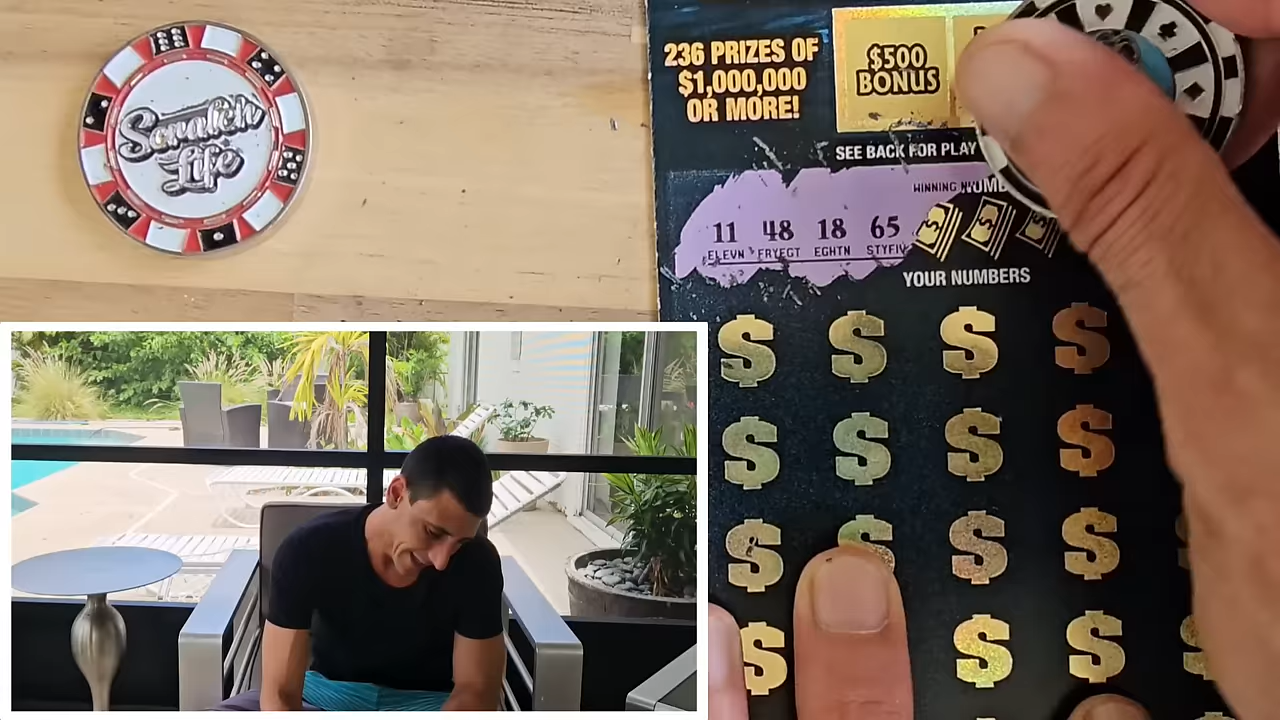 Scratch
Life
236 PRIZES OF
$1,000,000
OR MORE!
$500
BONUS
SEE BACK FOR PLAY
WINNING
11 48 18 65
ELEVN FRYEGT EGHTN STYFIV
YOUR NUMBERS
$ $ $ $
$ $ $ $
$ $ $ $
$ $ $